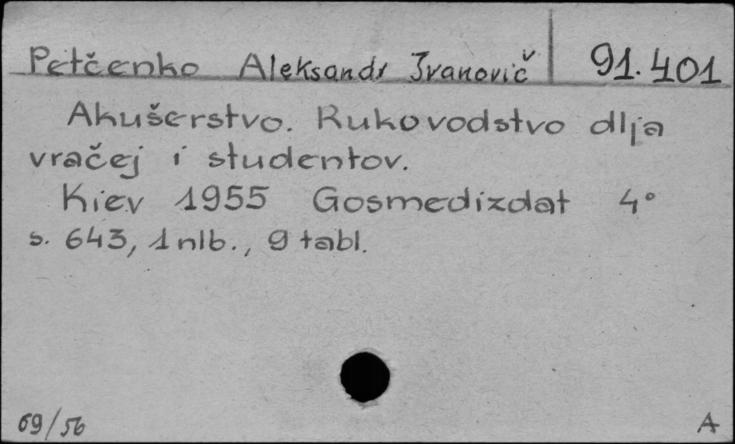 Petčenko Aleksandr Ivanovič 91.401
Akušerstvo. Rukovodstvo dlja
vračej i studentov.
Kiev 1955 Gosmedizdat 4°
s. 643, 1 nlb., 9 tabl.
69/56 A